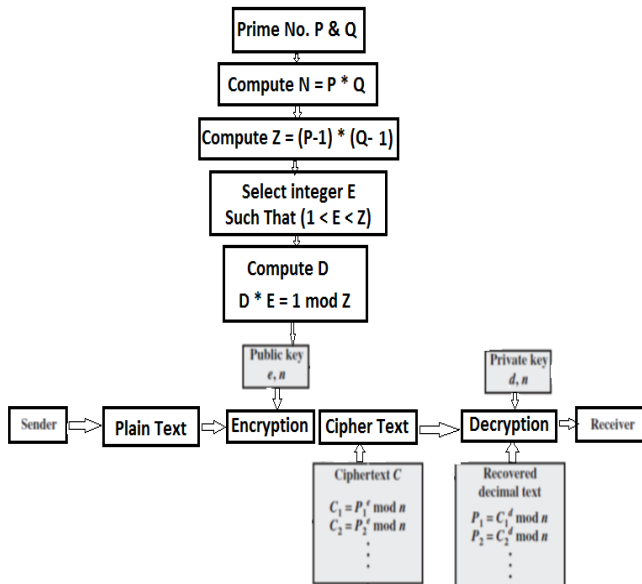 Prime No. P & Q
Compute N = P * Q
Compute Z = (P-1) * (Q- 1)
Select integer E
Such That (1 < E < Z)
Compute D
D * E = 1 mod Z
Public key
e, n
Private key
d, n
Sender
Plain Text
Encryption
Cipher Text
Decryption
Receiver
Ciphertext C
C₁ = P₁ᵉ mod n
C₂ = P₂ᵉ mod n
.
.
.
Recovered
decimal text
P₁ = C₁ᵈ mod n
P₂ = C₂ᵈ mod n
.
.
.